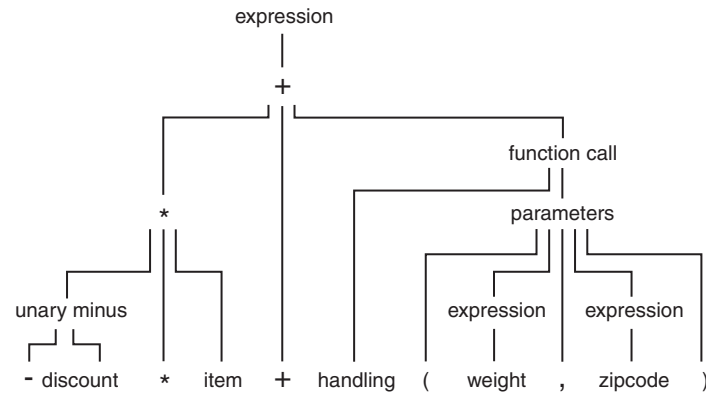 expression
+
function call
* parameters
unary minus expression expression
- discount * item + handling ( weight , zipcode )